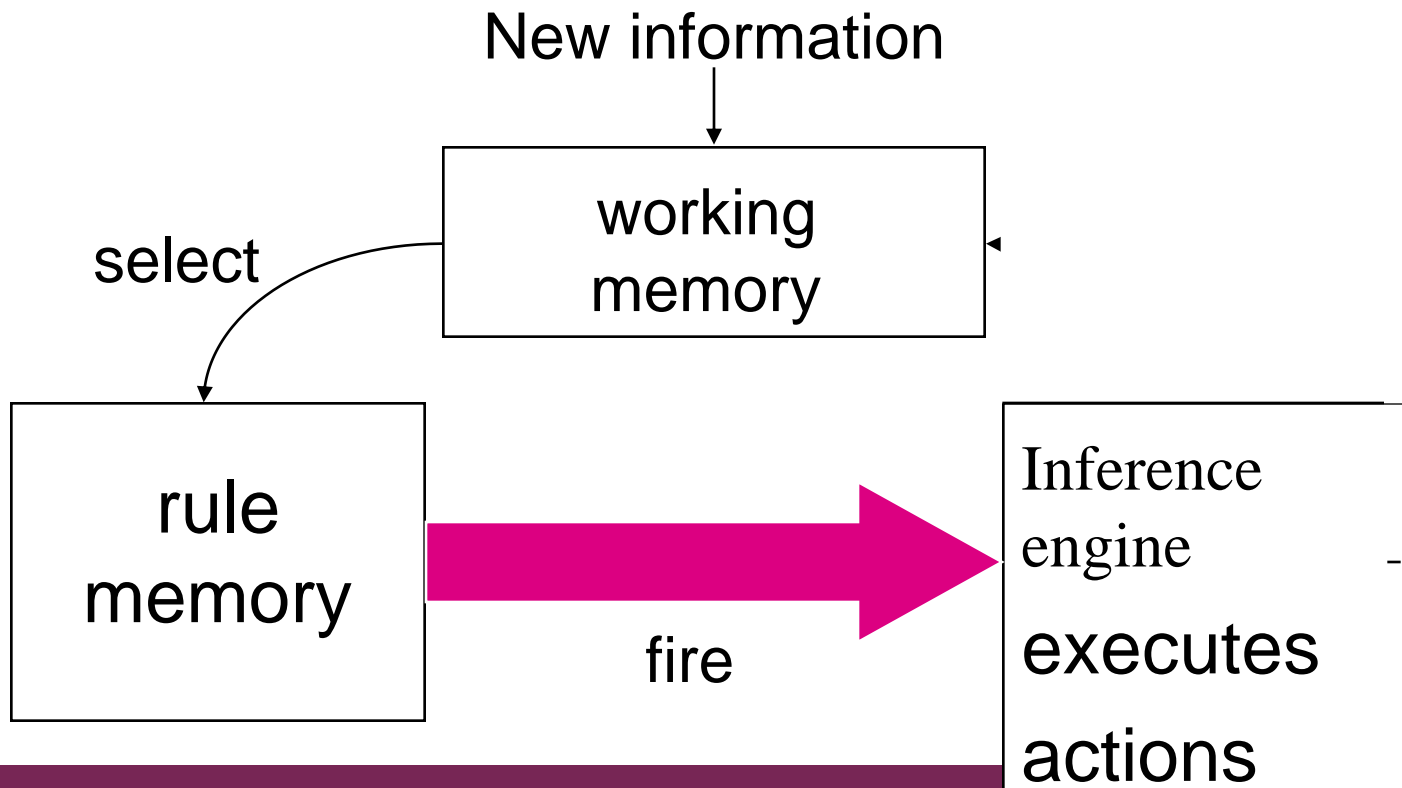 New information
working
memory
select
rule
memory
fire
Inference
engine
executes
actions